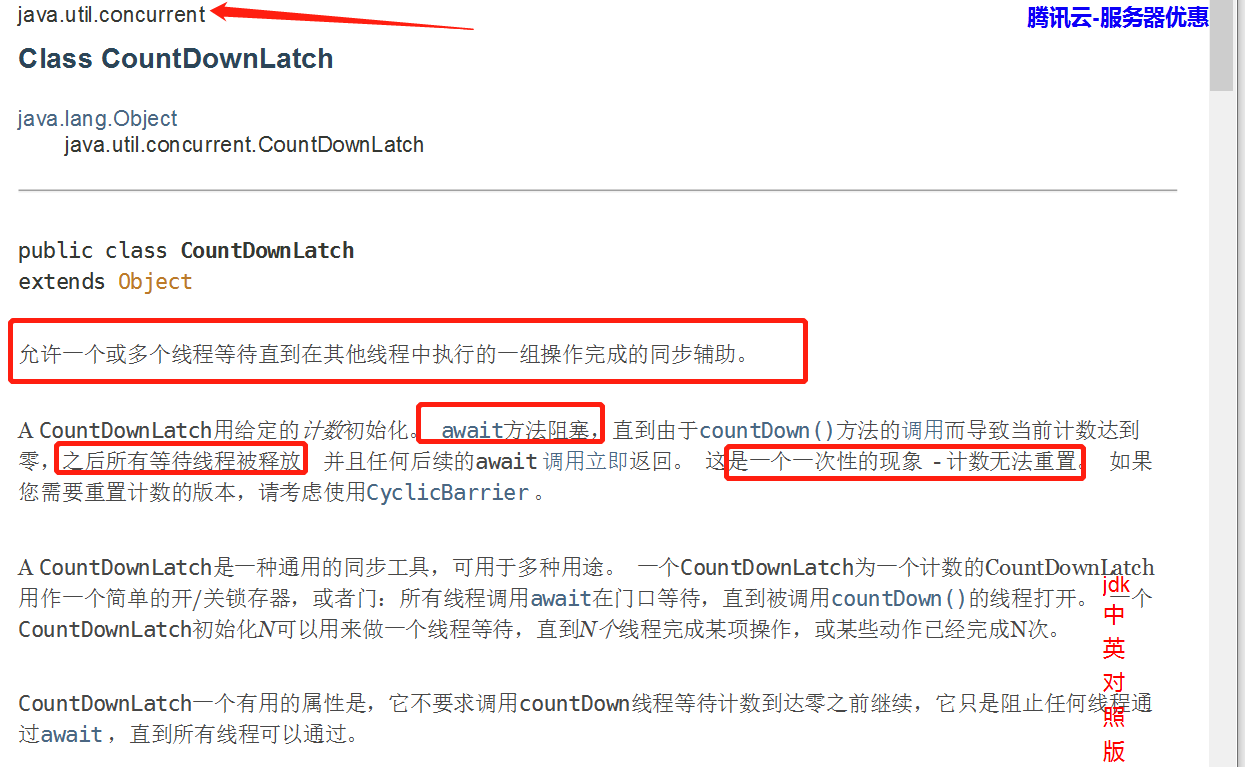 java.util.concurrent
腾讯云-服务器优惠
Class CountDownLatch
java.lang.Object
java.util.concurrent.CountDownLatch
public class CountDownLatch
extends Object
允许一个或多个线程等待直到在其他线程中执行的一组操作完成的同步辅助。
A CountDownLatch用给定的计数初始化。 await方法阻塞，直到由于countDown()方法的调用而导致当前计数达到
零，之后所有等待线程被释放 并且任何后续的await 调用立即返回。 这是一个一次性的现象 - 计数无法重置。 如果
您需要重置计数的版本，请考虑使用CyclicBarrier 。
A CountDownLatch是一种通用的同步工具，可用于多种用途。 一个CountDownLatch为一个计数的CountDownLatch
用作一个简单的开/关锁存器，或者门：所有线程调用await在门口等待，直到被调用countDown()的线程打开。 一个
CountDownLatch初始化N可以用来做一个线程等待，直到N个线程完成某项操作，或某些动作已经完成N次。
CountDownLatch一个有用的属性是，它不要求调用countDown线程等待计数到达零之前继续，它只是阻止任何线程通
过await ，直到所有线程可以通过。
jdk
中
英
对
照
版